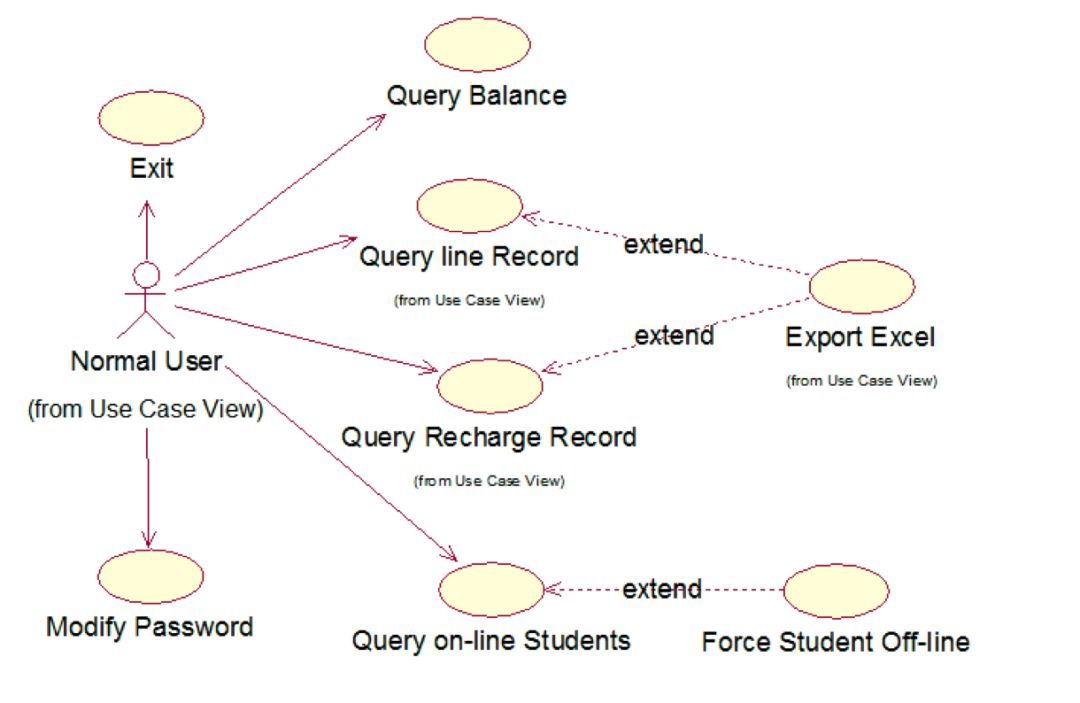 Query Balance
Exit
Query line Record
(from Use Case View)
extend
Export Excel
(from Use Case View)
extend
Normal User
(from Use Case View)
Query Recharge Record
(from Use Case View)
Modify Password
Query on-line Students
extend
Force Student Off-line